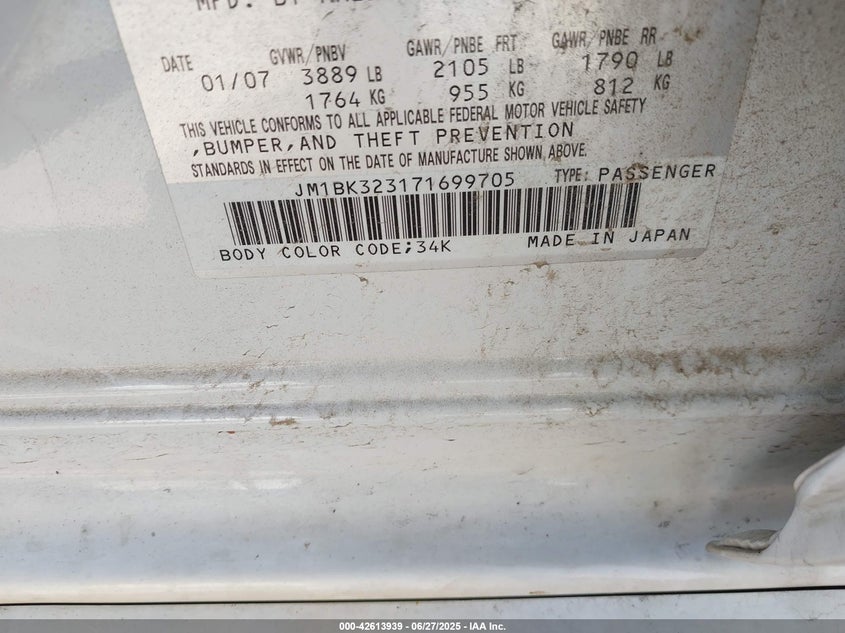 MFD. BY
DATE GVWR/PNBV GAWR/PNBE FRT GAWR/PNBE RR
01/07 3889 LB 2105 LB 1790 LB
1764 KG 955 KG 812 KG
THIS VEHICLE CONFORMS TO ALL APPLICABLE FEDERAL MOTOR VEHICLE SAFETY
,BUMPER,AND THEFT PREVENTION
STANDARDS IN EFFECT ON THE DATE OF MANUFACTURE SHOWN ABOVE.
JM1BK323171699705 TYPE: PASSENGER
BODY COLOR CODE;34K MADE IN JAPAN
000-42613939 - 06/27/2025 - IAA Inc.